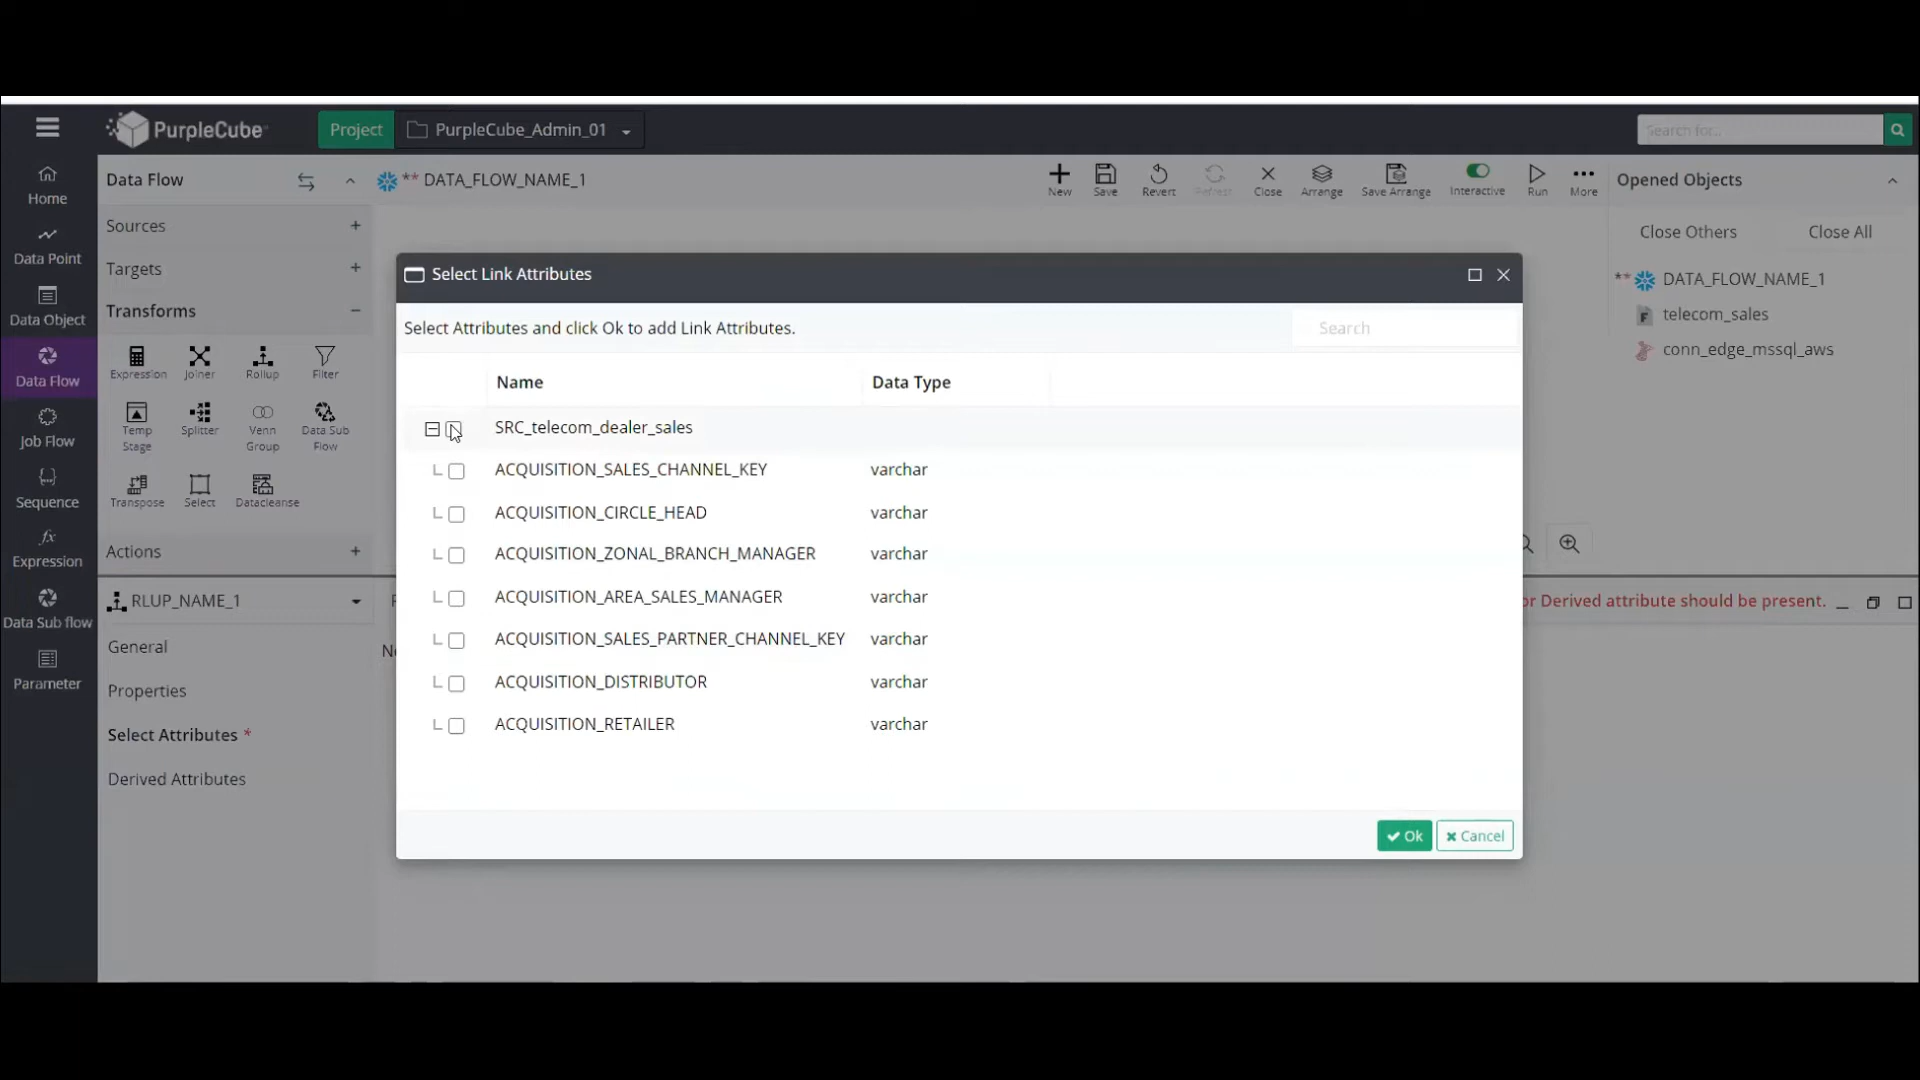 PurpleCube
Project
PurpleCube_Admin_01
Search for..
Home
Data Point
Data Object
Data Flow
Job Flow
Sequence
Expression
Data Sub flow
Parameter
Data Flow
Sources +
Targets +
Transforms −
Expression Joiner Rollup Filter
Temp Stage Splitter Venn Group Data Sub Flow
Transpose Select Datacleanse
Actions +
** DATA_FLOW_NAME_1
New Save Revert Refresh Close Arrange Save Arrange Interactive Run More
Opened Objects
Close Others Close All
** DATA_FLOW_NAME_1
telecom_sales
conn_edge_mssql_aws
Select Link Attributes
Select Attributes and click Ok to add Link Attributes.
Search
Name Data Type
SRC_telecom_dealer_sales
ACQUISITION_SALES_CHANNEL_KEY varchar
ACQUISITION_CIRCLE_HEAD varchar
ACQUISITION_ZONAL_BRANCH_MANAGER varchar
ACQUISITION_AREA_SALES_MANAGER varchar
ACQUISITION_SALES_PARTNER_CHANNEL_KEY varchar
ACQUISITION_DISTRIBUTOR varchar
ACQUISITION_RETAILER varchar
Ok Cancel
RLUP_NAME_1
or Derived attribute should be present.
General
Properties
Select Attributes *
Derived Attributes